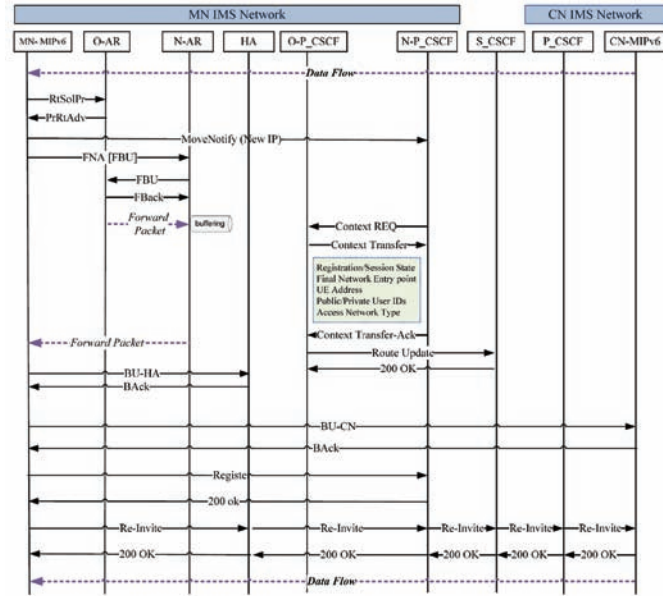 MN IMS Network
CN IMS Network
MN- MIPv6
O-AR
N-AR
HA
O-P_CSCF
N-P_CSCF
S_CSCF
P_CSCF
CN-MIPv6
Data Flow
RtSolPr
PrRtAdv
MoveNotify (New IP)
FNA [FBU]
FBU
FBack
Forward
Packet
buffering
Context REQ
Context Transfer
Registration/Session State
Final Network Entry point
UE Address
Public/Private User IDs
Access Network Type
Context Transfer-Ack
Forward Packet
Route Update
200 OK
BU-HA
BAck
BU-CN
BAck
Register
200 ok
Re-Invite
Re-Invite
Re-Invite
Re-Invite
Re-Invite
200 OK
200 OK
200 OK
200 OK
200 OK
Data Flow